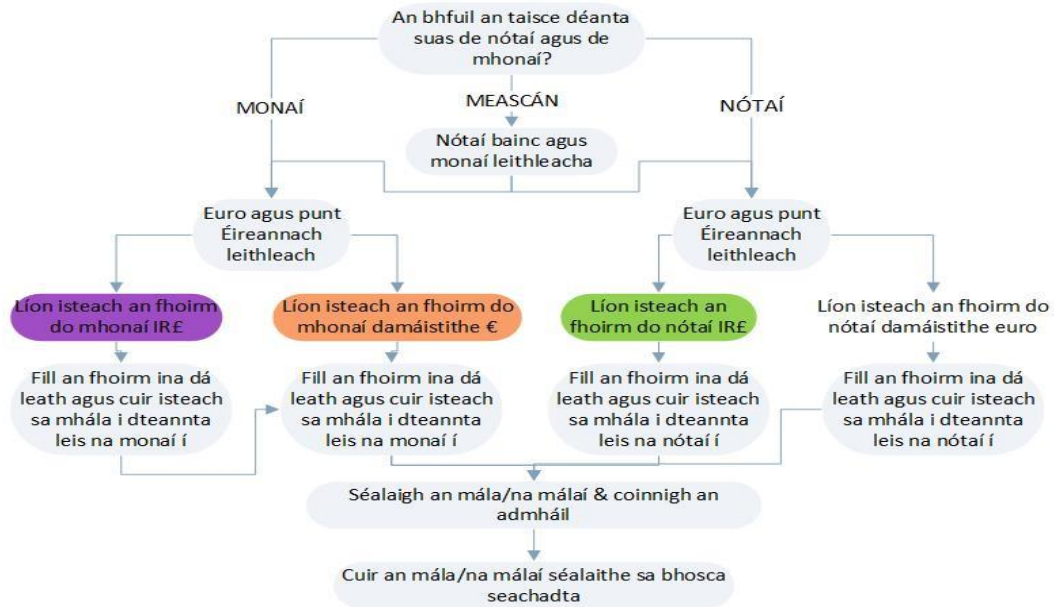 An bhfuil an taisce déanta
suas de nótaí agus de
mhonaí?
MONAÍ
MEASCÁN
NÓTAÍ
Nótaí bainc agus
monaí leithleacha
Euro agus punt
Éireannach
leithleach
Euro agus punt
Éireannach
leithleach
Líon isteach an fhoirm
do mhonaí IR£
Líon isteach an fhoirm do
mhonaí damáistithe €
Líon isteach an
fhoirm do nótaí IR£
Líon isteach an fhoirm do
nótaí damáistithe euro
Fill an fhoirm ina dá
leath agus cuir isteach
sa mhála i dteannta
leis na monaí í
Fill an fhoirm ina dá
leath agus cuir isteach
sa mhála i dteannta
leis na monaí í
Fill an fhoirm ina dá
leath agus cuir isteach
sa mhála i dteannta
leis na nótaí í
Fill an fhoirm ina dá
leath agus cuir isteach
sa mhála i dteannta
leis na nótaí í
Séalaigh an mála/na málaí & coinnigh an
admháil
Cuir an mála/na málaí séalaithe sa bhosca
seachadta